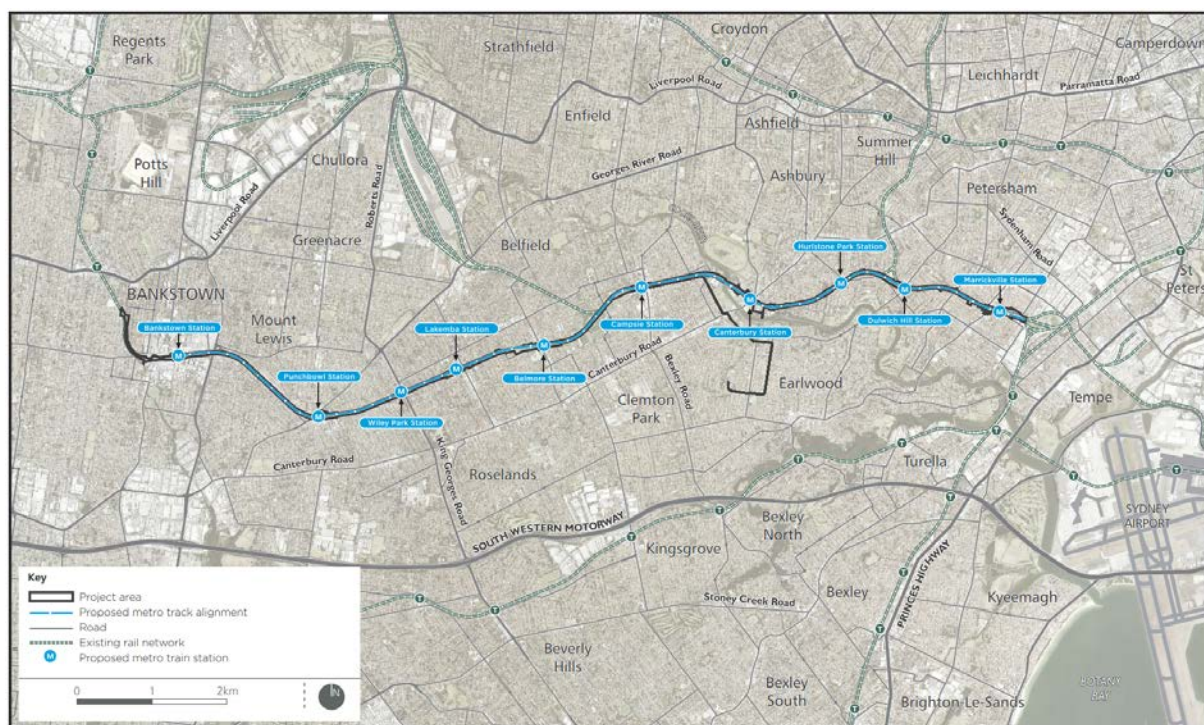 Regents
Park
Strathfield
Croydon
Camperdown
Leichhardt
Parramatta Road
Liverpool Road
Enfield
Ashfield
Summer
Hill
Potts
Hill
Chullora
Georges River Road
Ashbury
Petersham
Liverpool Road
Roberts Road
Greenacre
Belfield
Sydenham Road
Hurlstone Park Station
St
Peters
BANKSTOWN
Marrickville Station
Mount
Lewis
Bankstown Station
Lakemba Station
Campsie Station
Canterbury Station
Dulwich Hill Station
Punchbowl Station
Belmore Station
Canterbury Road
Bexley Road
Earlwood
Clemton
Park
Tempe
Wiley Park Station
Canterbury Road
King Georges Road
Roselands
Turella
SYDNEY
AIRPORT
SOUTH WESTERN MOTORWAY
Bexley
North
Kingsgrove
PRINCES HIGHWAY
Stoney Creek Road
Bexley
Kyeemagh
Beverly
Hills
Bexley
South
Brighton-Le-Sands
BOTANY
BAY
Key
Project area
Proposed metro track alignment
Road
Existing rail network
M Proposed metro train station
0 1 2km
N